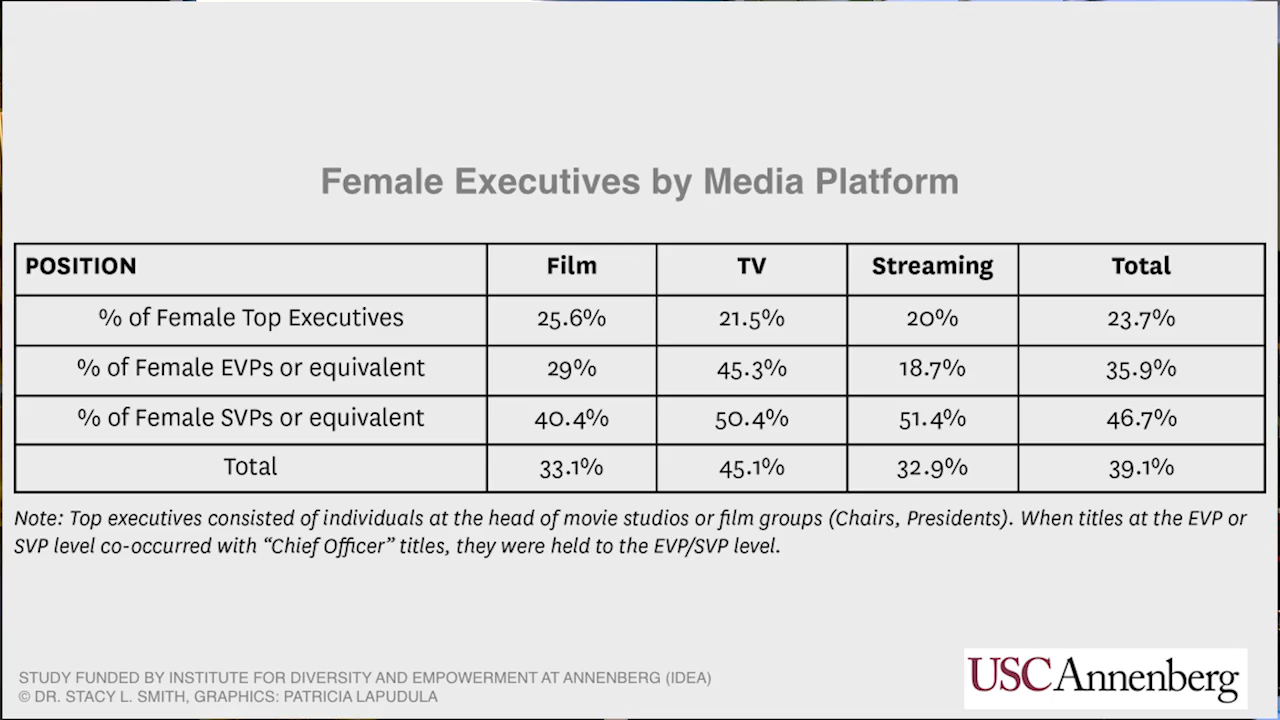 Female Executives by Media Platform
POSITION Film TV Streaming Total
% of Female Top Executives 25.6% 21.5% 20% 23.7%
% of Female EVPs or equivalent 29% 45.3% 18.7% 35.9%
% of Female SVPs or equivalent 40.4% 50.4% 51.4% 46.7%
Total 33.1% 45.1% 32.9% 39.1%
Note: Top executives consisted of individuals at the head of movie studios or film groups (Chairs, Presidents). When titles at the EVP or
SVP level co-occurred with “Chief Officer” titles, they were held to the EVP/SVP level.
STUDY FUNDED BY INSTITUTE FOR DIVERSITY AND EMPOWERMENT AT ANNENBERG (IDEA)
© DR. STACY L. SMITH, GRAPHICS: PATRICIA LAPUDULA
USC Annenberg